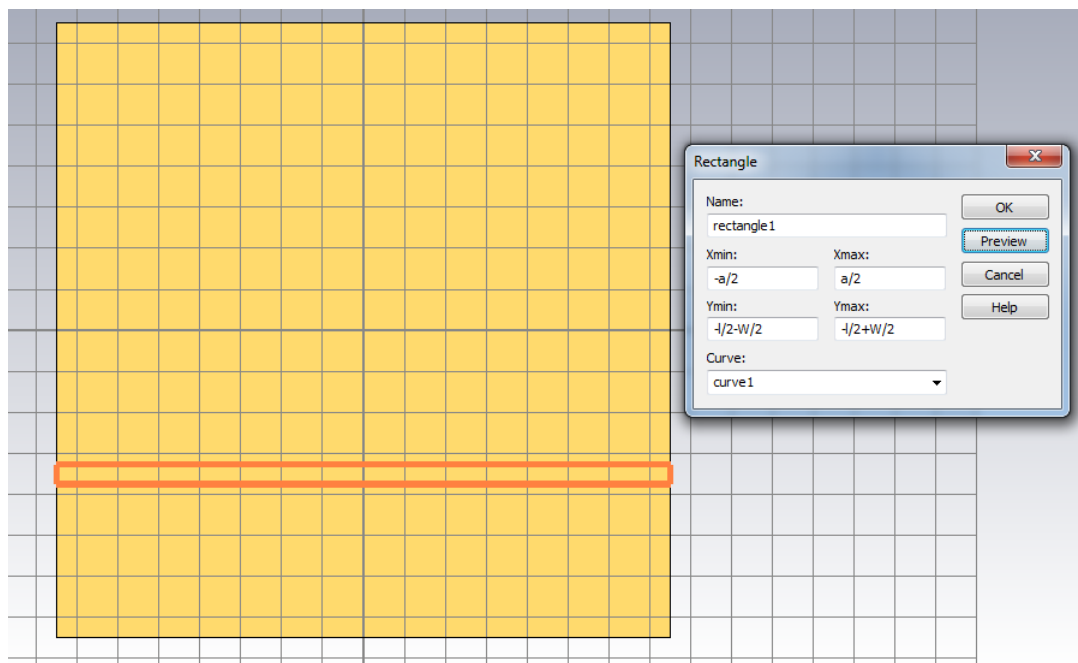 Rectangle
Name:
rectangle1
OK
Preview
Xmin:
Xmax:
-a/2
a/2
Cancel
Ymin:
Ymax:
Help
-l/2-W/2
-l/2+W/2
Curve:
curve1